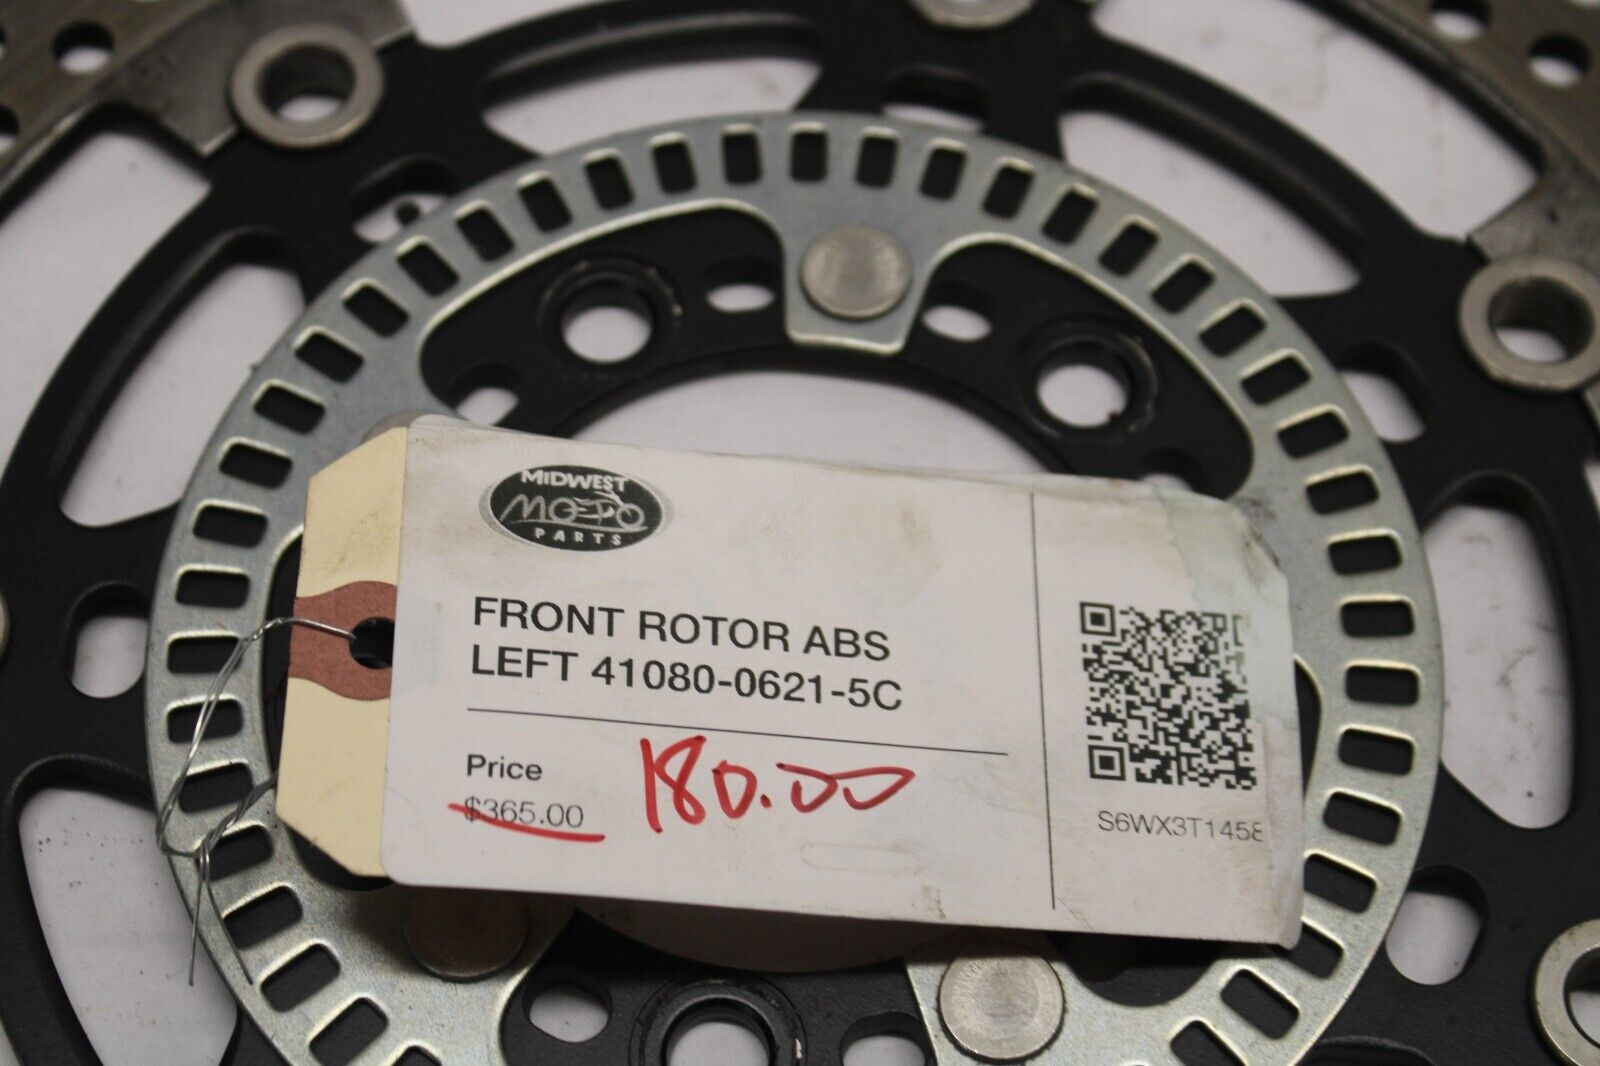 MIDWEST
MOTO
PARTS
FRONT ROTOR ABS
LEFT 41080-0621-5C
Price
$365.00
180.00
S6WX3T1458